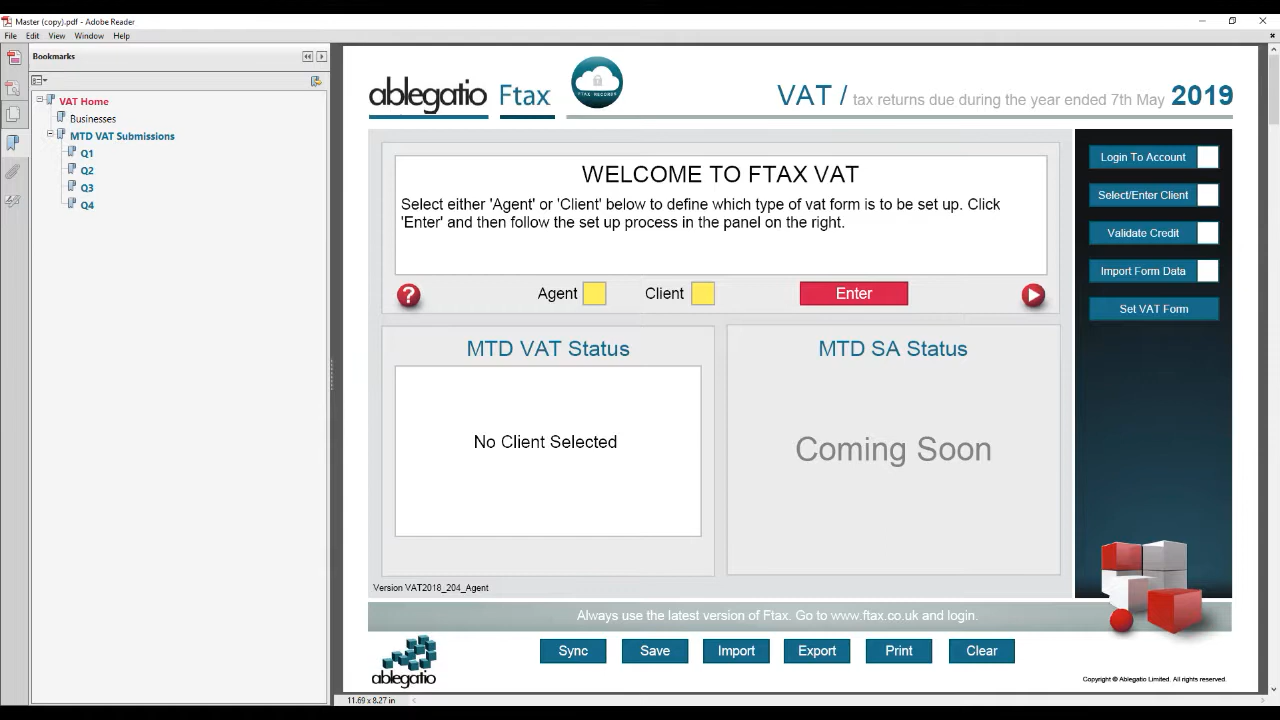 Master (copy).pdf - Adobe Reader
File Edit View Window Help
Bookmarks
VAT Home
Businesses
MTD VAT Submissions
Q1
Q2
Q3
Q4
ablegatio Ftax
FTAX RECORDS
VAT / tax returns due during the year ended 7th May 2019
WELCOME TO FTAX VAT
Select either 'Agent' or 'Client' below to define which type of vat form is to be set up. Click
'Enter' and then follow the set up process in the panel on the right.
? Agent Client Enter
Login To Account
Select/Enter Client
Validate Credit
Import Form Data
Set VAT Form
MTD VAT Status
No Client Selected
MTD SA Status
Coming Soon
Version VAT2018_204_Agent
Always use the latest version of Ftax. Go to www.ftax.co.uk and login.
ablegatio
Sync Save Import Export Print Clear
Copyright © Ablegatio Limited. All rights reserved.
11.69 x 8.27 in